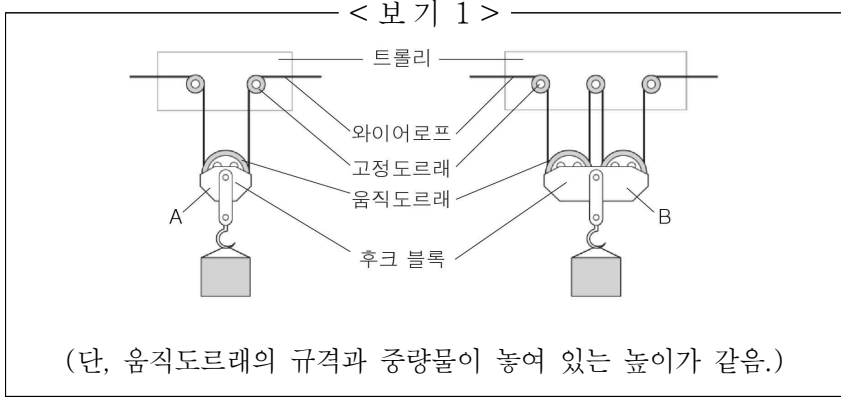 < 보 기 1 >
트롤리
와이어로프
고정도르래
움직도르래
A
B
후크 블록
(단, 움직도르래의 규격과 중량물이 놓여 있는 높이가 같음.)